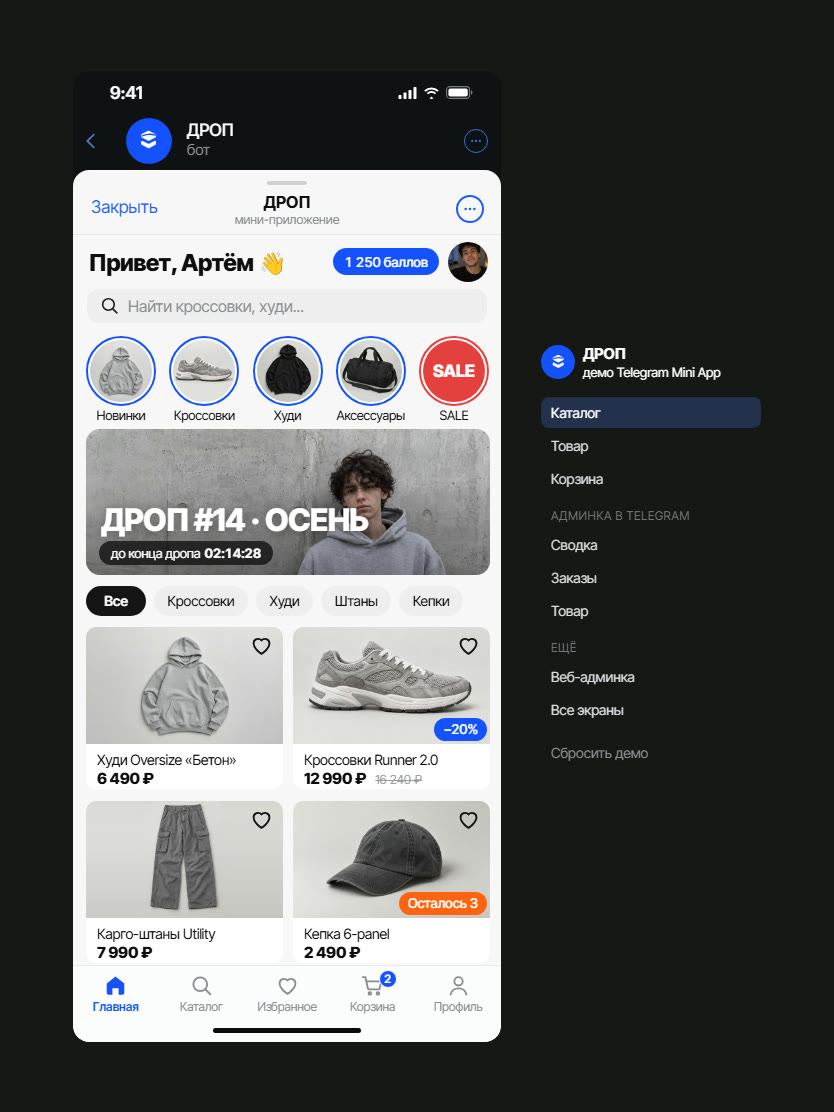 9:41
ДРОП
бот
Закрыть
ДРОП
мини-приложение
Привет, Артём 👋
1 250 баллов
Найти кроссовки, худи...
SALE
Новинки
Кроссовки
Худи
Аксессуары
SALE
ДРОП #14 · ОСЕНЬ
до конца дропа 02:14:28
Все
Кроссовки
Худи
Штаны
Кепки
−20%
Худи Oversize «Бетон»
6 490 ₽
Кроссовки Runner 2.0
12 990 ₽ 16 240 ₽
Осталось 3
Карго-штаны Utility
7 990 ₽
Кепка 6-panel
2 490 ₽
2
Главная
Каталог
Избранное
Корзина
Профиль
ДРОП
демо Telegram Mini App
Каталог
Товар
Корзина
АДМИНКА В TELEGRAM
Сводка
Заказы
Товар
ЕЩЁ
Веб-админка
Все экраны
Сбросить демо